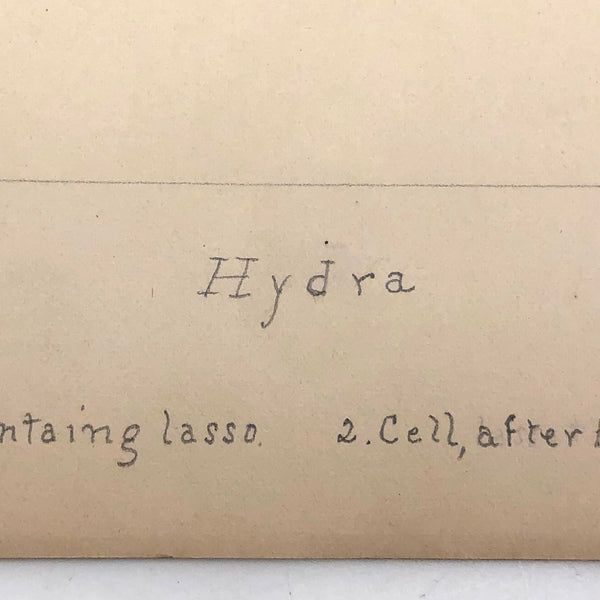 Hydra
ntaing lasso. 2. Cell, after